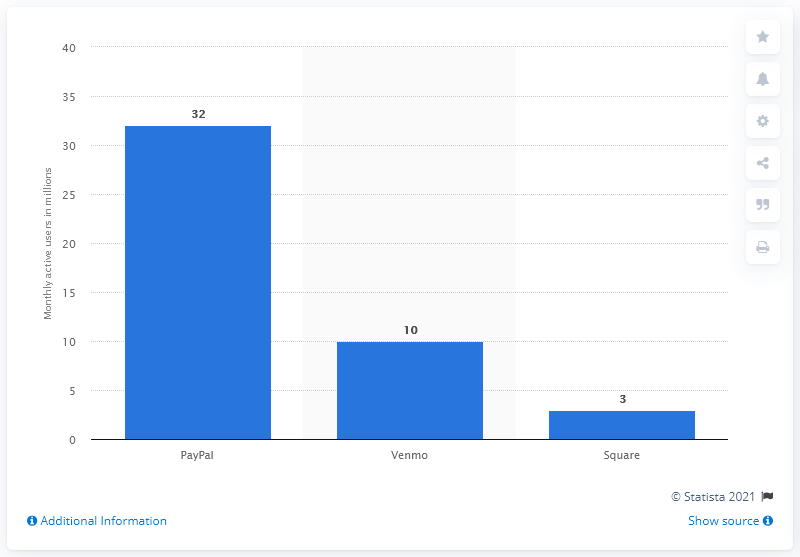 40
35
30
25
20
15
10
5
0
Monthly active users in millions
32
10
3
PayPal
Venmo
Square
© Statista 2021
Additional Information
Show source